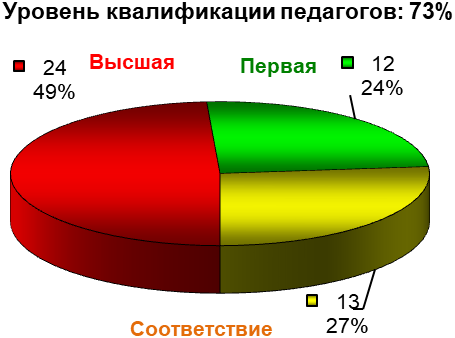 Уровень квалификации педагогов: 73%
24 Высшая
49%
Первая 12
24%
13
27%
Соответствие